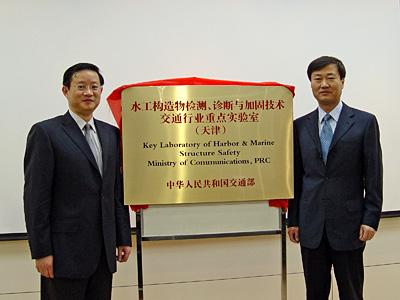 水工构造物检测、诊断与加固技术
交通行业重点实验室
（天津）
Key Laboratory of Harbor & Marine
Structure Safety
Ministry of Communications, PRC
中华人民共和国交通部